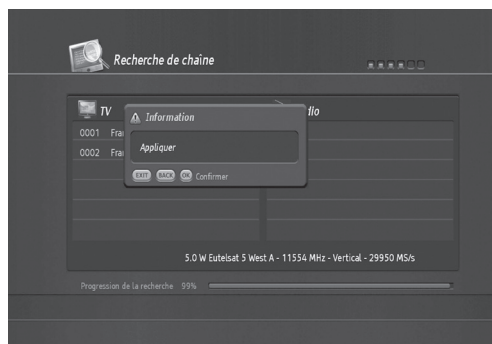 Recherche de chaîne
TV
dio
Information
0001 Fra
0002 Fra
Appliquer
EXIT BACK OK Confirmer
5.0 W Eutelsat 5 West A - 11554 MHz - Vertical - 29950 MS/s
Progression de la recherche 99%